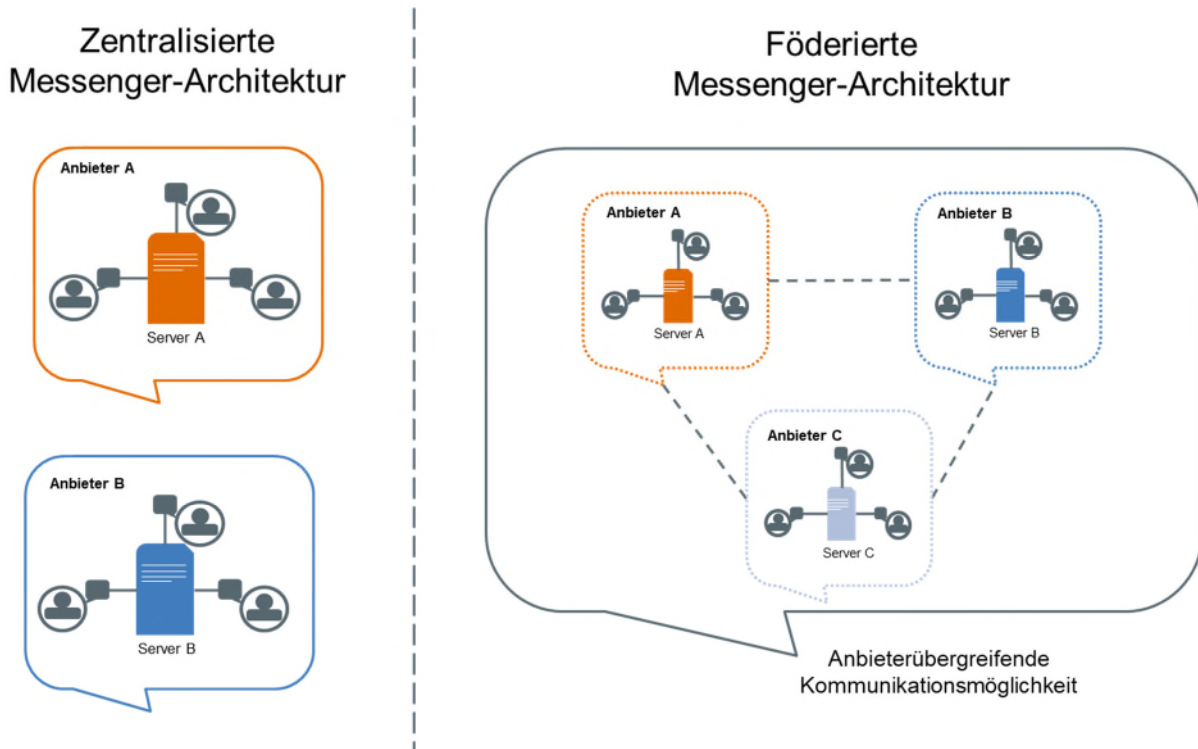 Zentralisierte
Messenger-Architektur
Anbieter A
Server A
Anbieter B
Server B
Föderierte
Messenger-Architektur
Anbieter A
Server A
Anbieter B
Server B
Anbieter C
Server C
Anbieterübergreifende
Kommunikationsmöglichkeit